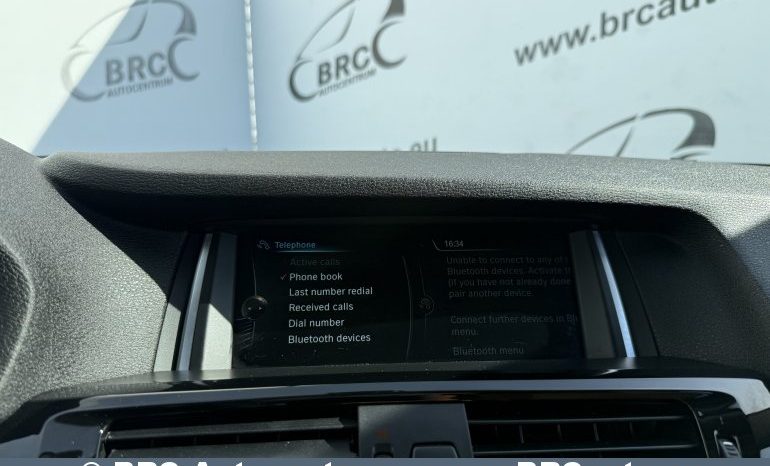 BRC
AUTOCENTRUM
BRC
AUTOCENTRUM
www.brcauto
.eu
Telephone
16:34
Active calls
✓ Phone book
Last number redial
Received calls
Dial number
Bluetooth devices
Unable to connect to any of
Bluetooth devices. Activate
(if you have not already done
pair another device.
Connect further devices in
menu.
Bluetooth menu